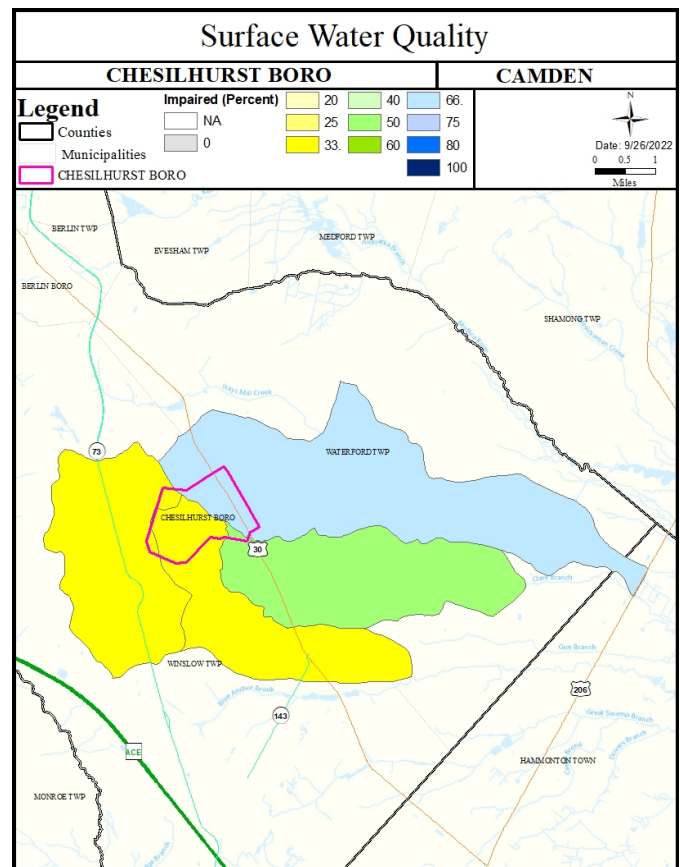 Surface Water Quality
CHESILHURST BORO
CAMDEN
Legend
Counties
Municipalities
CHESILHURST BORO
Impaired (Percent)
NA
0
20
25
33.
40
50
60
66.
75
80
100
N
Date: 9/26/2022
0 0.5 1
Miles
BERLIN TWP
EVESHAM TWP
MEDFORD TWP
BERLIN BORO
SHAMONG TWP
Hays Mill Creek
WATERFORD TWP
73
CHESILHURST BORO
30
Clark Branch
Gun Branch
WINSLOW TWP
Blue Anchor Brook
206
143
Great Swamp Branch
ACE
HAMMONTON TOWN
MONROE TWP